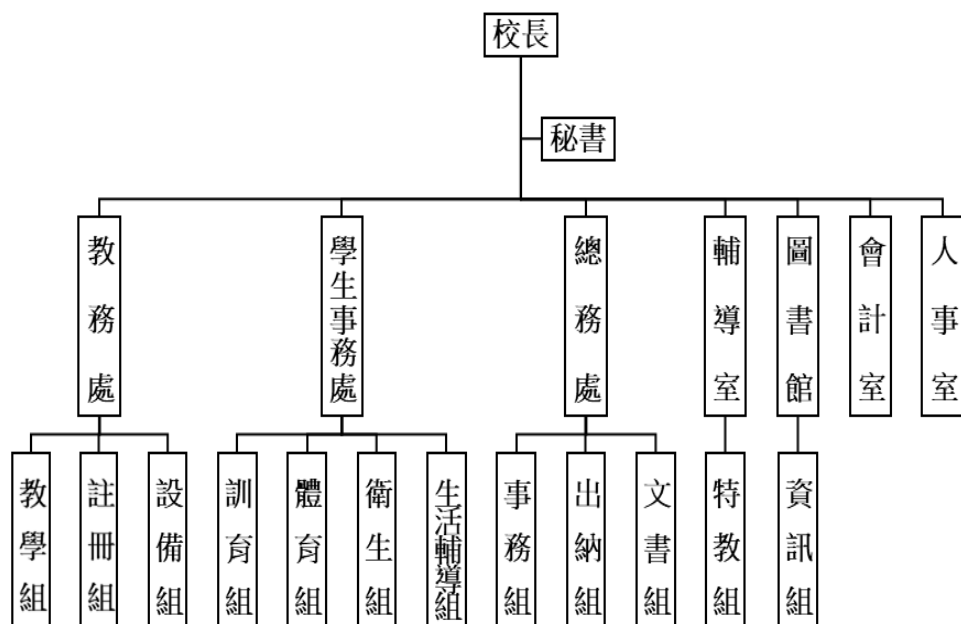 校長
秘書
教務處
學生事務處
總務處
輔導室
圖書館
會計室
人事室
教學組
註冊組
設備組
訓育組
體育組
衛生組
生活輔導組
事務組
出納組
文書組
特教組
資訊組